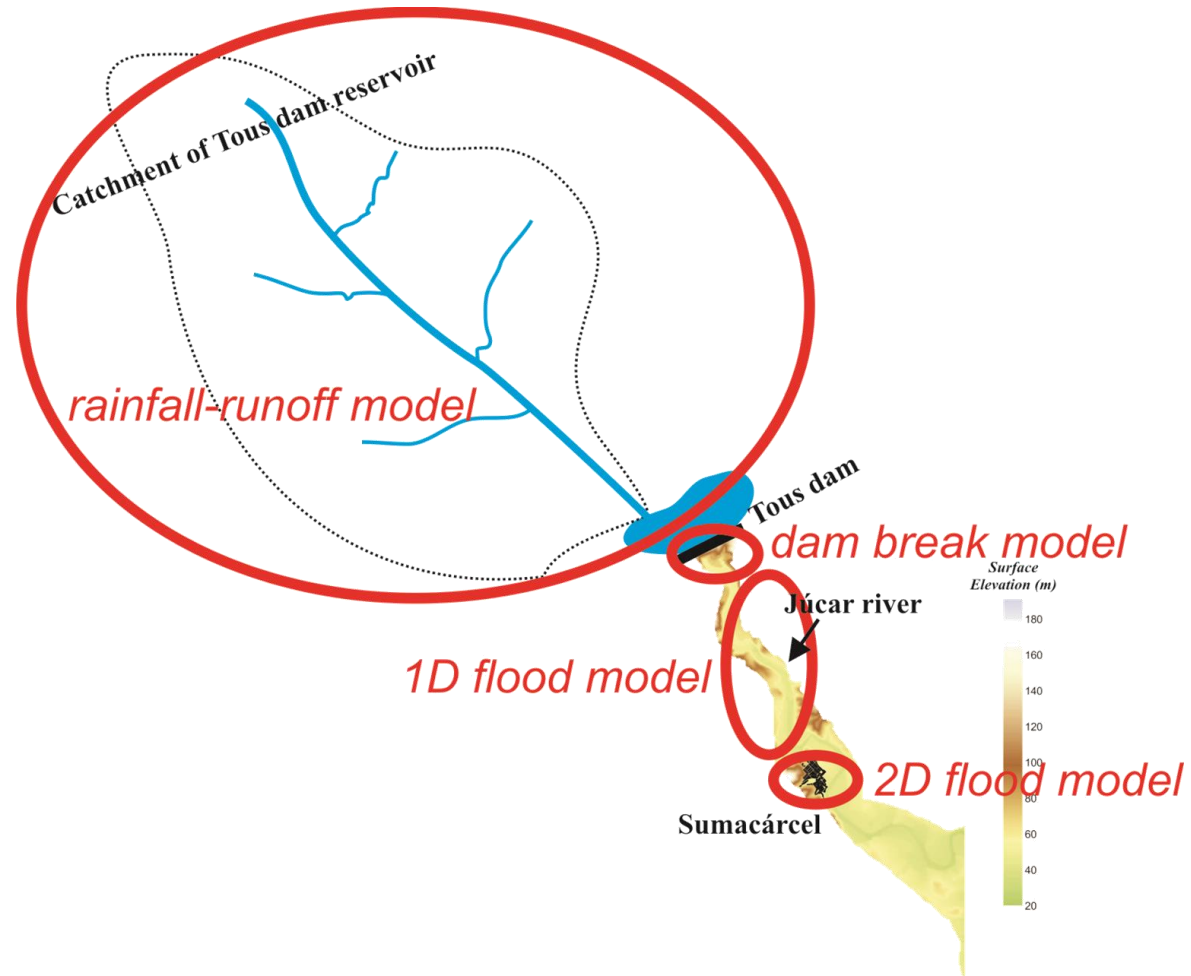 Catchment of Tous dam reservoir
rainfall-runoff model
Tous dam
dam break model
Surface
Elevation (m)
Júcar river
180
160
1D flood model
140
120
100
2D flood model
80
Sumacárcel
60
40
20